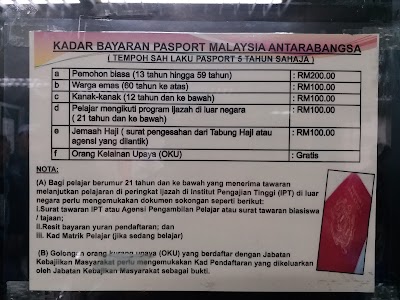 KADAR BAYARAN PASPORT MALAYSIA ANTARABANGSA
( TEMPOH SAH LAKU PASPORT 5 TAHUN SAHAJA )
a Pemohon biasa (13 tahun hingga 59 tahun) : RM200.00
b Warga emas (60 tahun ke atas) : RM100.00
c Kanak-kanak (12 tahun dan ke bawah) : RM100.00
d Pelajar mengikuti program Ijazah di luar negara : RM100.00
( 21 tahun dan ke bawah)
e Jemaah Haji ( surat pengesahan dari Tabung Haji atau : RM100.00
agensi yang dilantik)
f Orang Kelainan Upaya (OKU) : Gratis
NOTA:
(A) Bagi pelajar berumur 21 tahun dan ke bawah yang menerima tawaran
melanjutkan pelajaran di peringkat Ijazah di Institut Pengajian Tinggi (IPT) di luar
negara perlu mengemukakan dokumen sokongan seperti berikut:
I.Surat tawaran IPT atau Agensi Pengambilan Pelajar atau surat tawaran biasiswa
/ tajaan;
ii.Resit bayaran yuran pendaftaran; dan
iii. Kad Matrik Pelajar (jika sedang belajar)
(B) Golongan orang kurang upaya (OKU) yang berdaftar dengan Jabatan
Kebajikan Masyarakat perlu mengemukakan Kad Pendaftaran yang dikeluarkan
oleh Jabatan Kebajikan Masyarakat sebagai bukti.